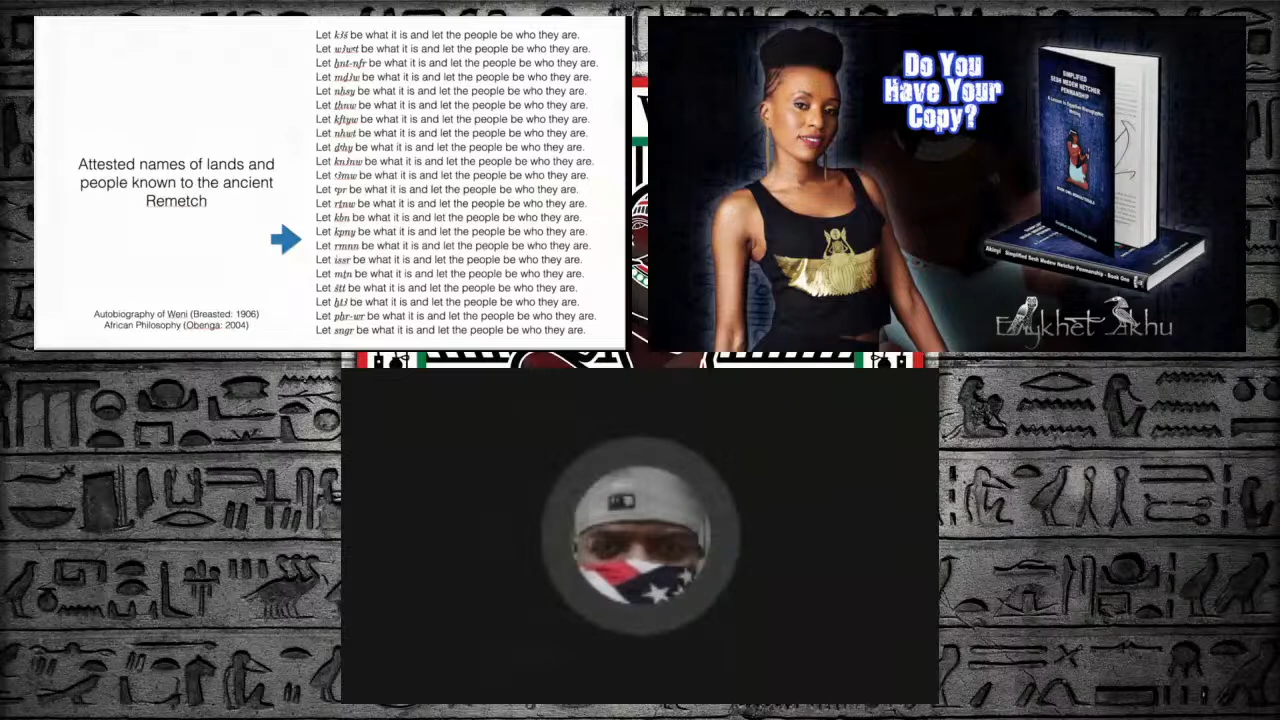 Attested names of lands and
people known to the ancient
Remetch
Autobiography of Weni (Breasted: 1906)
African Philosophy (Obenga: 2004)
Let kꜣš be what it is and let the people be who they are.
Let wꜣwꜣt be what it is and let the people be who they are.
Let ḫnt-nfr be what it is and let the people be who they are.
Let mḏꜣw be what it is and let the people be who they are.
Let nḥsy be what it is and let the people be who they are.
Let ṯḥnw be what it is and let the people be who they are.
Let kftyw be what it is and let the people be who they are.
Let nhwt be what it is and let the people be who they are.
Let be what it is and let the people be who they are.
Let knꜥnw be what it is and let the people be who they are.
Let ꜥꜣmw be what it is and let the people be who they are.
Let ꜥpr be what it is and let the people be who they are.
Let rṯnw be what it is and let the people be who they are.
Let kbn be what it is and let the people be who they are.
Let kpny be what it is and let the people be who they are.
Let rmnn be what it is and let the people be who they are.
Let issr be what it is and let the people be who they are.
Let mtn be what it is and let the people be who they are.
Let sṯt be what it is and let the people be who they are.
Let ḫtꜣ be what it is and let the people be who they are.
Let pḫr-wr be what it is and let the people be who they are.
Let sngr be what it is and let the people be who they are.
Do You
Have Your
Copy?
SIMPLIFIED
SESH MEDEW NETCHER
PENMANSHIP
Akinyi Simplified Sesh Medew Netcher Penmanship - Book One
Akhu